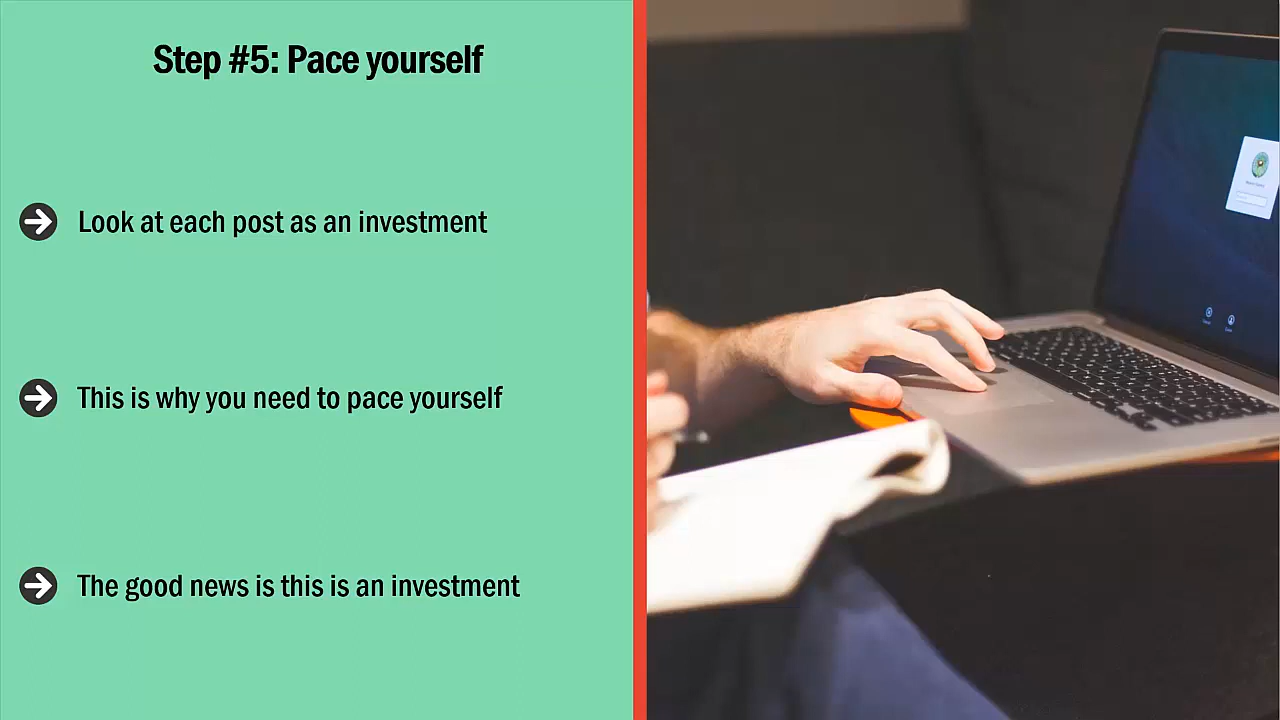 Step #5: Pace yourself
Look at each post as an investment
This is why you need to pace yourself
The good news is this is an investment